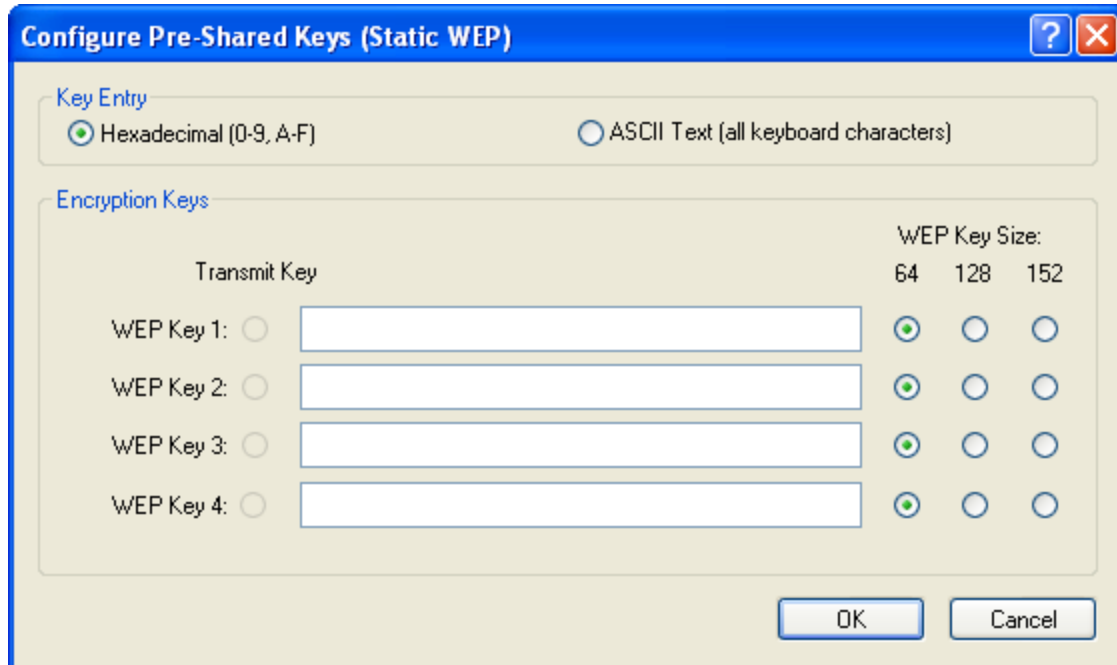 Configure Pre-Shared Keys (Static WEP)
Key Entry
Hexadecimal (0-9, A-F)
ASCII Text (all keyboard characters)
Encryption Keys
WEP Key Size:
Transmit Key
64 128 152
WEP Key 1:
WEP Key 2:
WEP Key 3:
WEP Key 4:
OK
Cancel